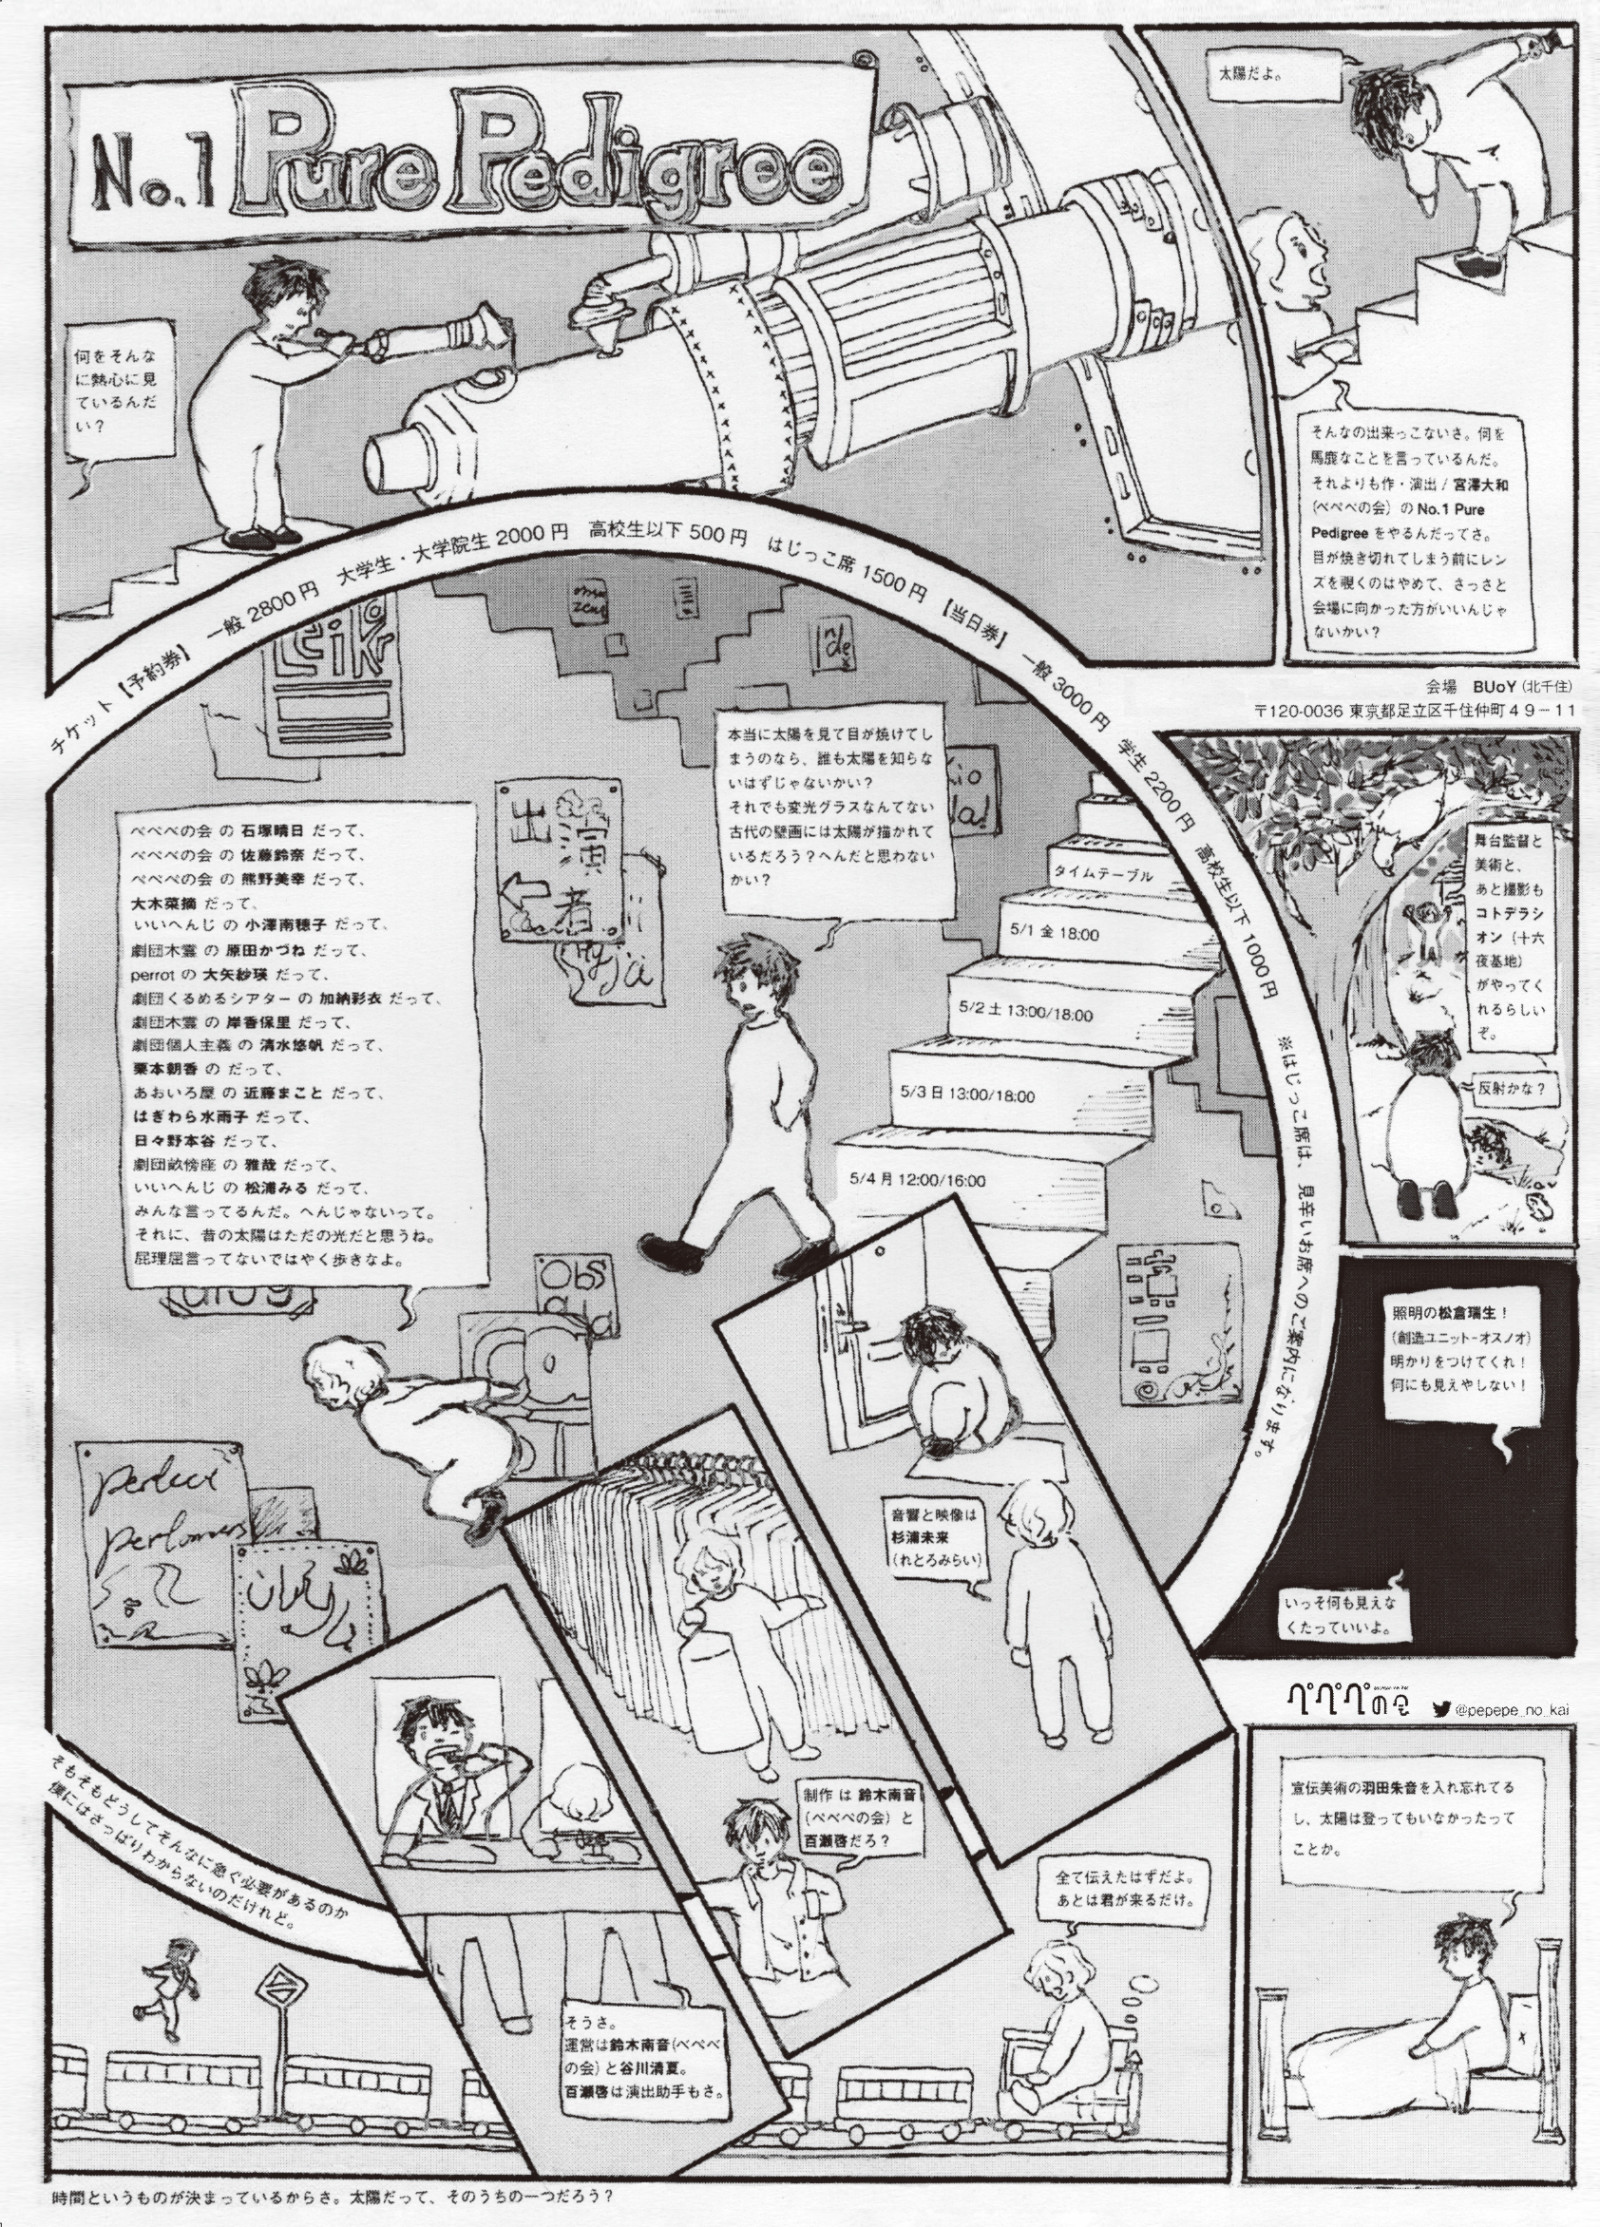 No.1 Pure Pedigree
何をそんな
に熱心に見
ているんだ
い？
太陽だよ。
そんなの出来っこないさ。何を
馬鹿なことを言っているんだ。
それよりも作・演出 / 宮澤大和
（ぺぺぺの会）の No.1 Pure
Pedigree をやるんだってさ。
目が焼き切れてしまう前にレン
ズを覗くのはやめて、さっさと
会場に向かった方がいいんじゃ
ないかい？
チケット【予約券】 一般 2800 円 大学生・大学院生 2000 円 高校生以下 500 円 はじっこ席 1500 円 【当日券】 一般 3000 円 学生 2200 円 高校生以下 1000 円 ※はじっこ席は、見辛いお席へのご案内になります。
会場 BUoY（北千住）
〒120-0036 東京都足立区千住仲町４９−１１
Leik
Inde
本当に太陽を見て目が焼けてし
まうのなら、誰も太陽を知らな
いはずじゃないかい？
それでも変光グラスなんてない
古代の壁画には太陽が描かれて
いるだろう？へんだと思わない
かい？
出演者
ぺぺぺの会 の 石塚晴日 だって、
ぺぺぺの会 の 佐藤鈴奈 だって、
ぺぺぺの会 の 熊野美幸 だって、
大木菜摘 だって、
いいへんじ の 小澤南穂子 だって、
劇団木霊 の 原田かづね だって、
perrot の 大矢紗瑛 だって、
劇団くるめるシアター の 加納彩衣 だって、
劇団木霊 の 岸香保里 だって、
劇団個人主義 の 清水悠帆 だって、
栗本朝香 の だって、
あおいろ屋 の 近藤まこと だって、
はぎわら水雨子 だって、
日々野本谷 だって、
劇団畝傍座 の 雅哉 だって、
いいへんじ の 松浦みる だって、
みんな言ってるんだ。へんじゃないって。
それに、昔の太陽はただの光だと思うね。
屁理屈言ってないではやく歩きなよ。
タイムテーブル
5/1 金 18:00
5/2 土 13:00/18:00
5/3 日 13:00/18:00
5/4 月 12:00/16:00
舞台監督と
美術と、
あと撮影も
コトデラシ
オン（十六
夜基地）
がやってく
れるらしい
ぞ。
反射かな？
照明の松倉瑞生！
（創造ユニット-オスノオ）
明かりをつけてくれ！
何にも見えやしない！
いっそ何も見えな
くたっていいよ。
perfect
performers
音響と映像は
杉浦未来
（れとろみらい）
制作 は 鈴木南音
（ぺぺぺの会） と
百瀬啓だろ？
そうさ。
運営は鈴木南音（ぺぺぺ
の会）と谷川清夏。
百瀬啓は演出助手もさ。
全て伝えたはずだよ。
あとは君が来るだけ。
ぺぺぺの会
@pepepe_no_kai
宣伝美術の羽田朱音を入れ忘れてる
し、太陽は登ってもいなかったって
ことか。
そもそもどうしてそんなに急ぐ必要があるのか
僕にはさっぱりわからないのだけれど。
時間というものが決まっているからさ。太陽だって、そのうちの一つだろう？